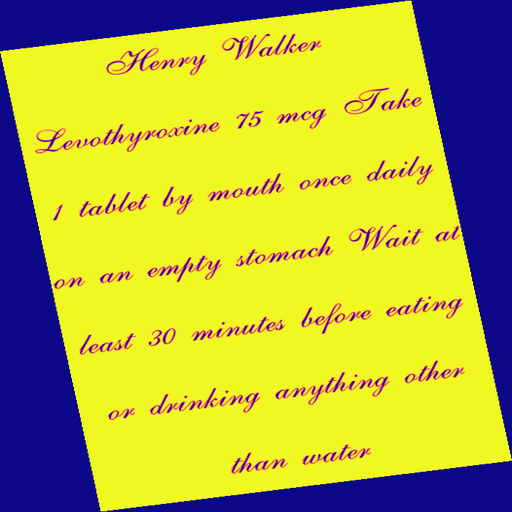 Henry Walker
Levothyroxine 75 mcg Take
1 tablet by mouth once daily
on an empty stomach Wait at
least 30 minutes before eating
or drinking anything other
than water